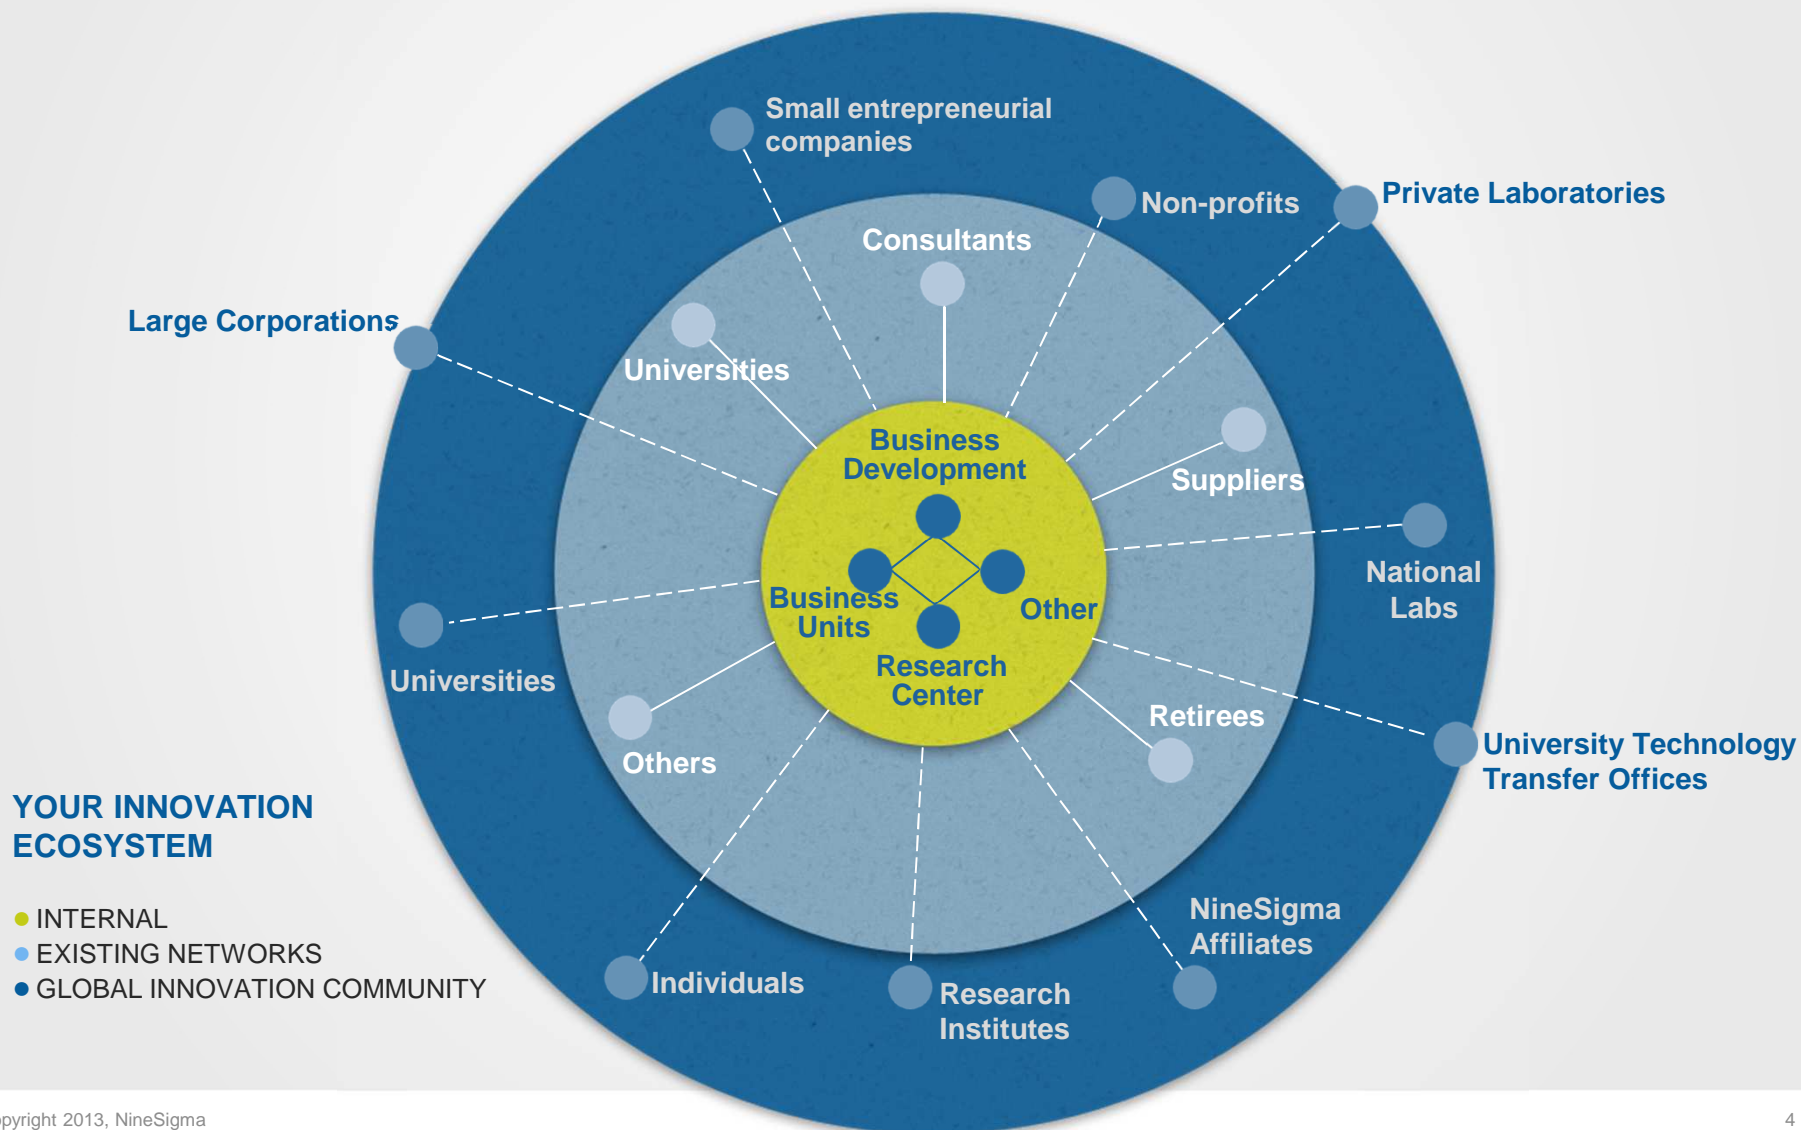 Small entrepreneurial
companies
Non-profits
Private Laboratories
Consultants
Large Corporations
Universities
Business
Development
Suppliers
National
Labs
Business
Units
Other
Research
Center
Universities
Retirees
Others
University Technology
Transfer Offices
YOUR INNOVATION
ECOSYSTEM
INTERNAL
EXISTING NETWORKS
GLOBAL INNOVATION COMMUNITY
NineSigma
Affiliates
Individuals
Research
Institutes
opyright 2013, NineSigma
4